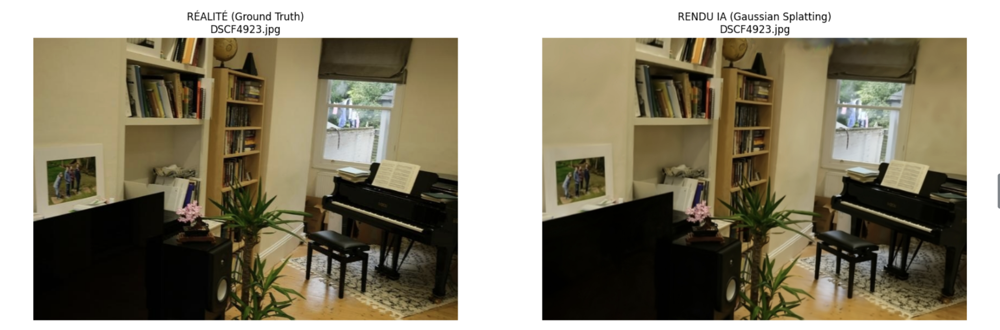 RÉALITÉ (Ground Truth)
DSCF4923.jpg
RENDU IA (Gaussian Splatting)
DSCF4923.jpg